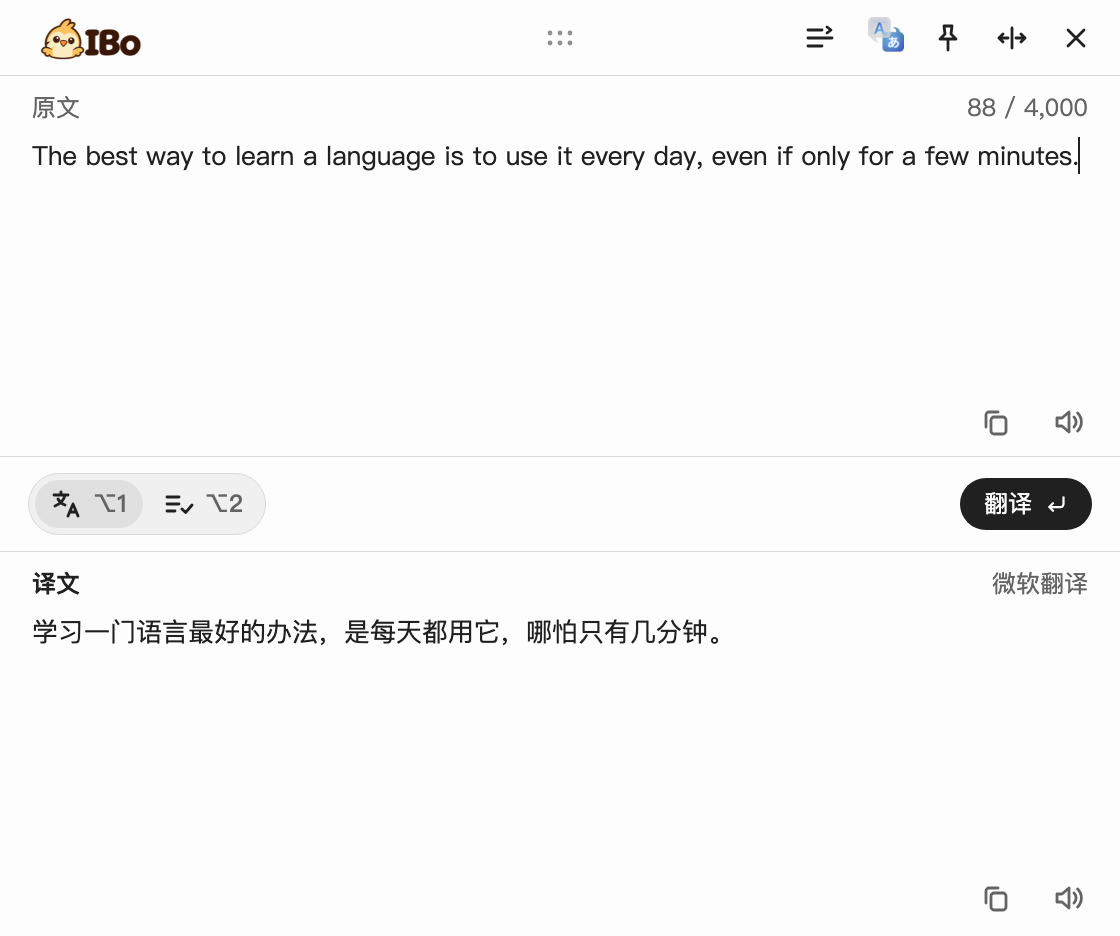 IBo
原文
88 / 4,000
The best way to learn a language is to use it every day, even if only for a few minutes.
文A ⌥1 ⌥2
翻译
译文
微软翻译
学习一门语言最好的办法，是每天都用它，哪怕只有几分钟。